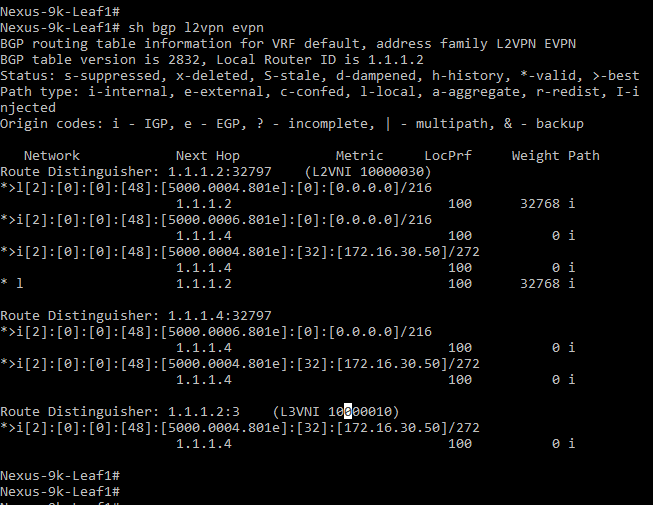 Nexus-9k-Leaf1#
Nexus-9k-Leaf1# sh bgp l2vpn evpn
BGP routing table information for VRF default, address family L2VPN EVPN
BGP table version is 2832, Local Router ID is 1.1.1.2
Status: s-suppressed, x-deleted, S-stale, d-dampened, h-history, *-valid, >-best
Path type: i-internal, e-external, c-confed, l-local, a-aggregate, r-redist, I-i
njected
Origin codes: i - IGP, e - EGP, ? - incomplete, | - multipath, & - backup
Network Next Hop Metric LocPrf Weight Path
Route Distinguisher: 1.1.1.2:32797 (L2VNI 10000030)
*>l[2]:[0]:[0]:[48]:[5000.0004.801e]:[0]:[0.0.0.0]/216
1.1.1.2 100 32768 i
*>i[2]:[0]:[0]:[48]:[5000.0006.801e]:[0]:[0.0.0.0]/216
1.1.1.4 100 0 i
*>i[2]:[0]:[0]:[48]:[5000.0004.801e]:[32]:[172.16.30.50]/272
1.1.1.4 100 0 i
* l 1.1.1.2 100 32768 i
Route Distinguisher: 1.1.1.4:32797
*>i[2]:[0]:[0]:[48]:[5000.0006.801e]:[0]:[0.0.0.0]/216
1.1.1.4 100 0 i
*>i[2]:[0]:[0]:[48]:[5000.0004.801e]:[32]:[172.16.30.50]/272
1.1.1.4 100 0 i
Route Distinguisher: 1.1.1.2:3 (L3VNI 10000010)
*>i[2]:[0]:[0]:[48]:[5000.0004.801e]:[32]:[172.16.30.50]/272
1.1.1.4 100 0 i
Nexus-9k-Leaf1#
Nexus-9k-Leaf1#